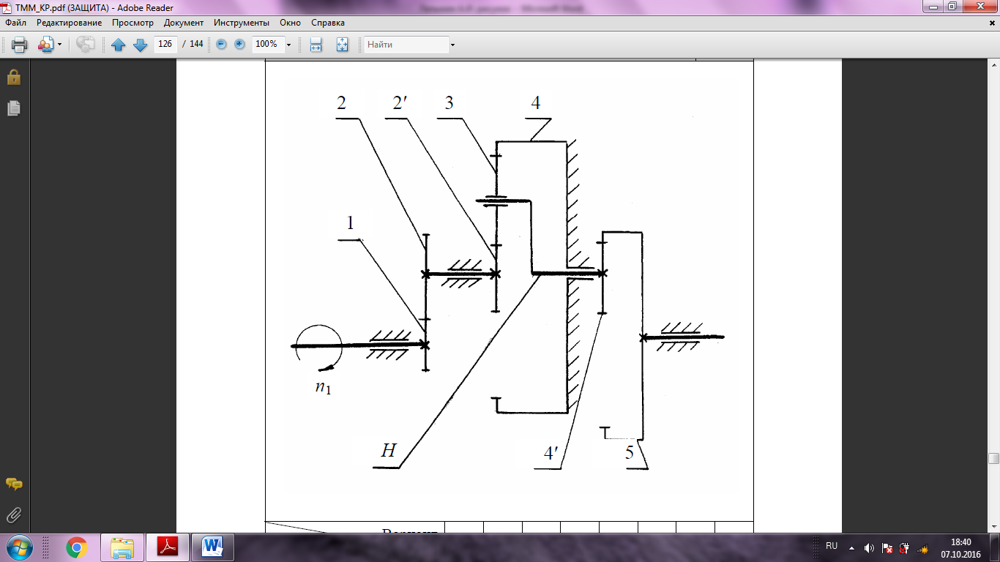 TMM_KP.pdf (ЗАЩИТА) - Adobe Reader
Файл Редактирование Просмотр Документ Инструменты Окно Справка
126 / 144 100% Найти
2 2′ 3 4
1
n1
H 4′ 5
RU 18:40
07.10.2016